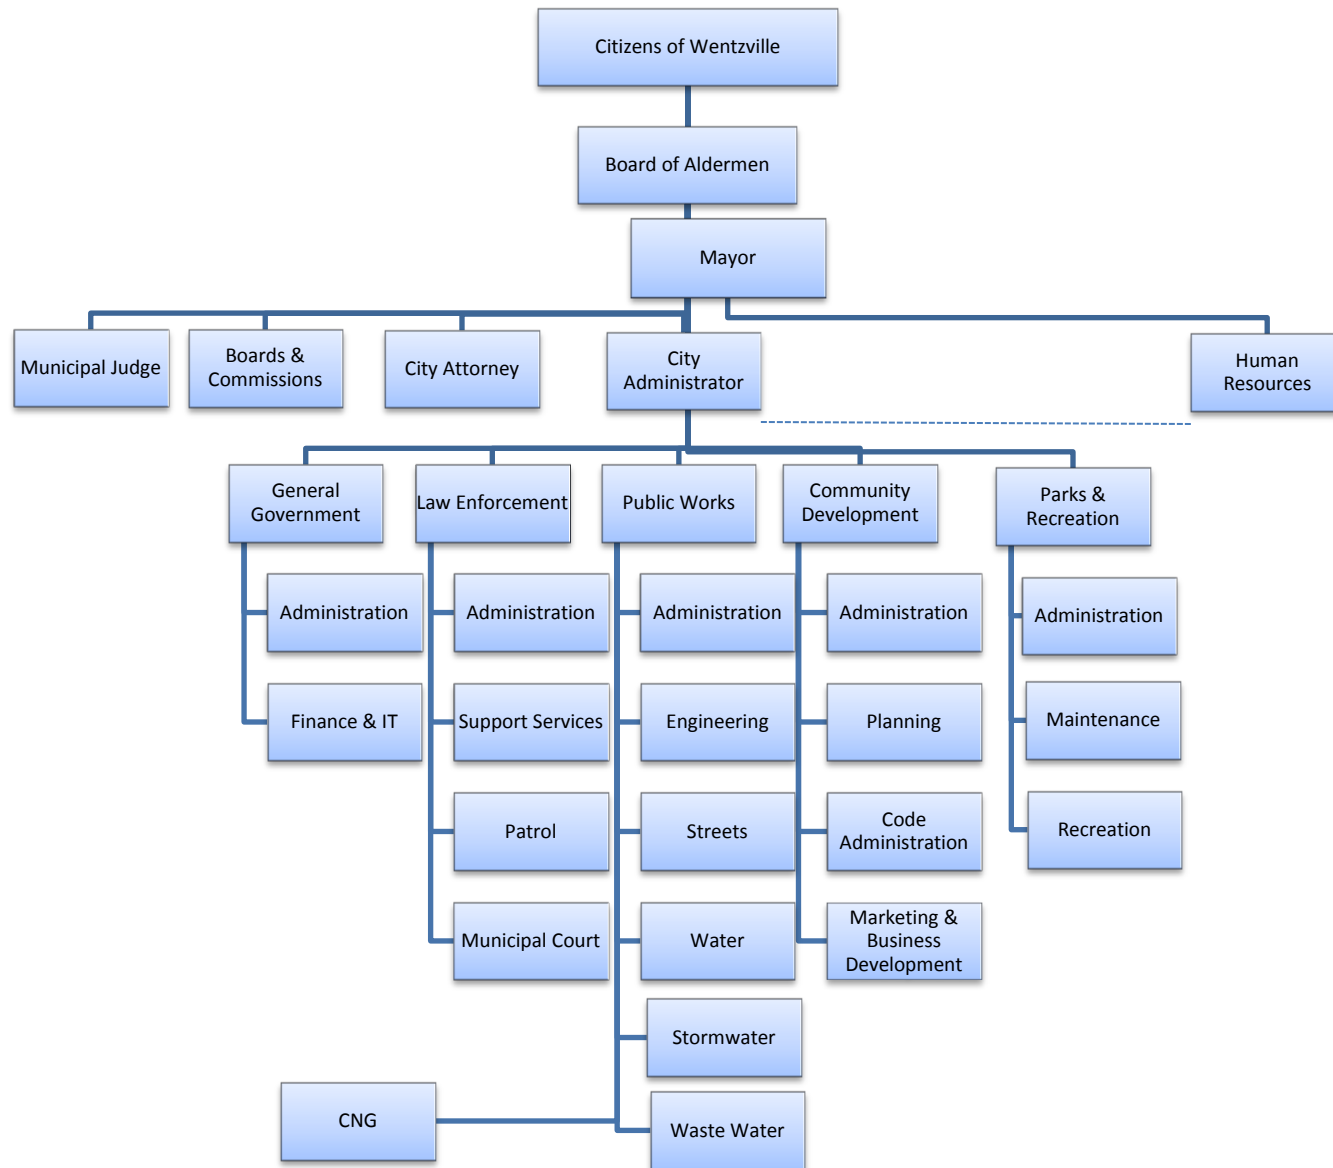 Citizens of Wentzville
Board of Aldermen
Mayor
Municipal Judge
Boards &
Commissions
City Attorney
City
Administrator
Human
Resources
General
Government
Law Enforcement
Public Works
Community
Development
Parks &
Recreation
Administration
Administration
Administration
Administration
Administration
Finance & IT
Support Services
Engineering
Planning
Maintenance
Patrol
Streets
Code
Administration
Recreation
Municipal Court
Water
Marketing &
Business
Development
Stormwater
CNG
Waste Water